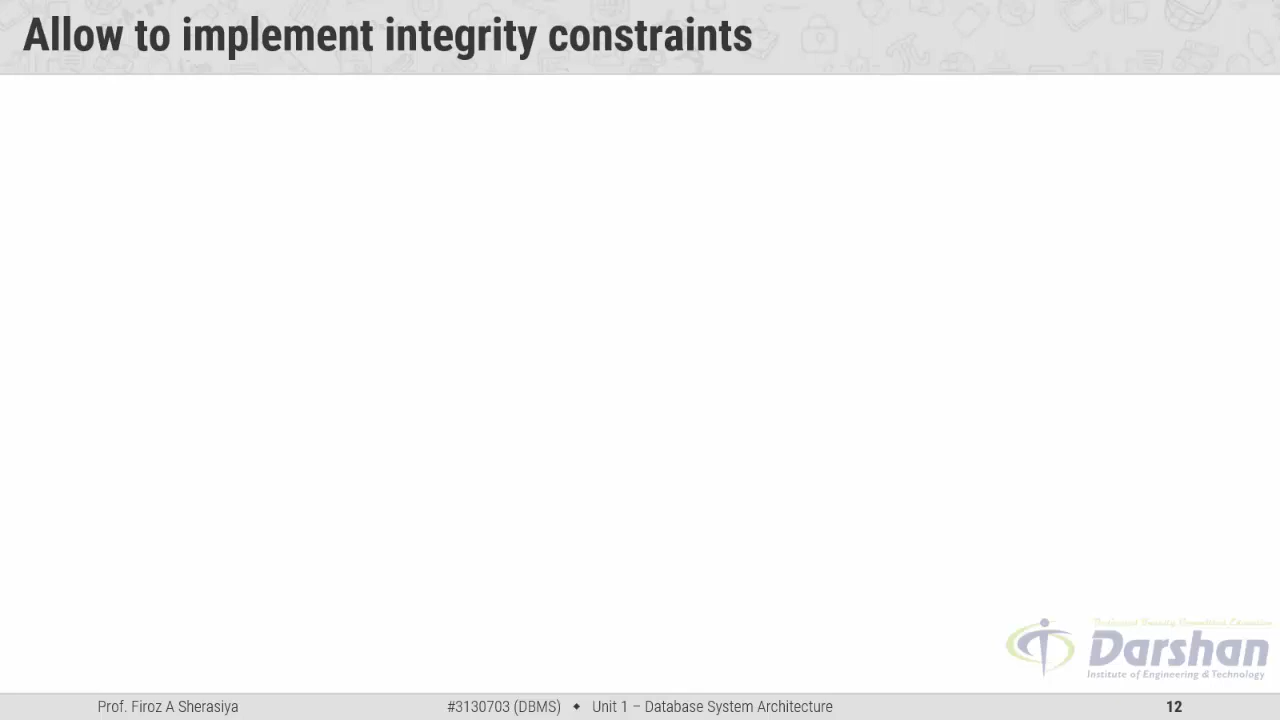 Allow to implement integrity constraints
Darshan
Institute of Engineering & Technology
Prof. Firoz A Sherasiya
#3130703 (DBMS) ◆ Unit 1 – Database System Architecture
12